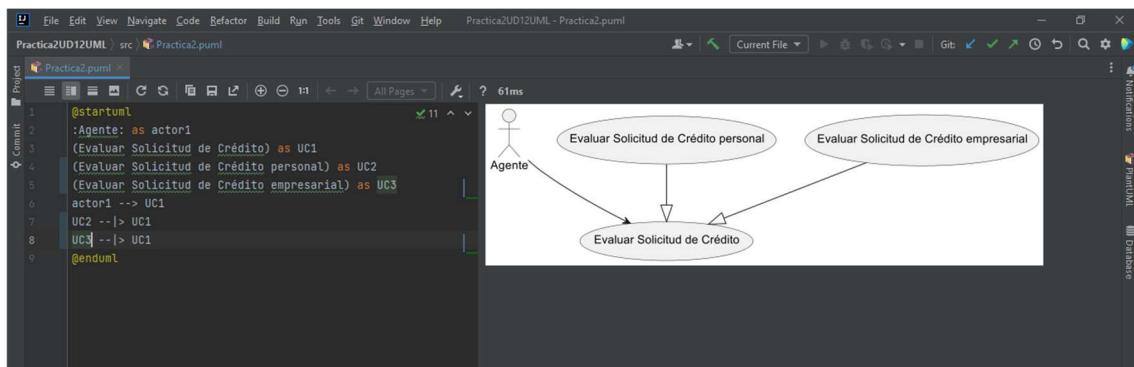 File Edit View Navigate Code Refactor Build Run Tools Git Window Help Practica2UD12UML - Practica2.puml
Practica2UD12UML src Practica2.puml Current File Git:
Project
Commit
Practica2.puml
All Pages ? 61ms
1:1
1 @startuml
2 :Agente: as actor1
3 (Evaluar Solicitud de Crédito) as UC1
4 (Evaluar Solicitud de Crédito personal) as UC2
5 (Evaluar Solicitud de Crédito empresarial) as UC3
6 actor1 --> UC1
7 UC2 --|> UC1
8 UC3 --|> UC1
9 @enduml
11
Agente
Evaluar Solicitud de Crédito personal
Evaluar Solicitud de Crédito empresarial
Evaluar Solicitud de Crédito
Notifications
PlantUML
Database